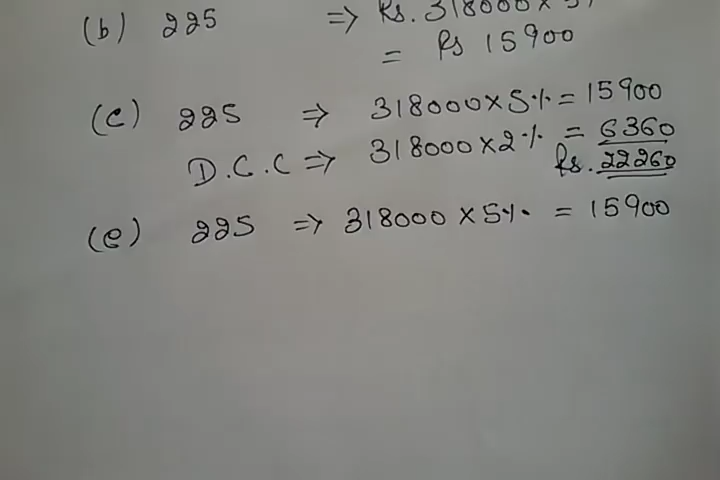 (b) 225 ⇒ Rs. 318000 × 5%
= Rs 15900
(c) 225 ⇒ 318000 × 5% = 15900
D.C.C ⇒ 318000 × 2% = 6360
Rs. 22260
(e) 225 ⇒ 318000 × 5% = 15900